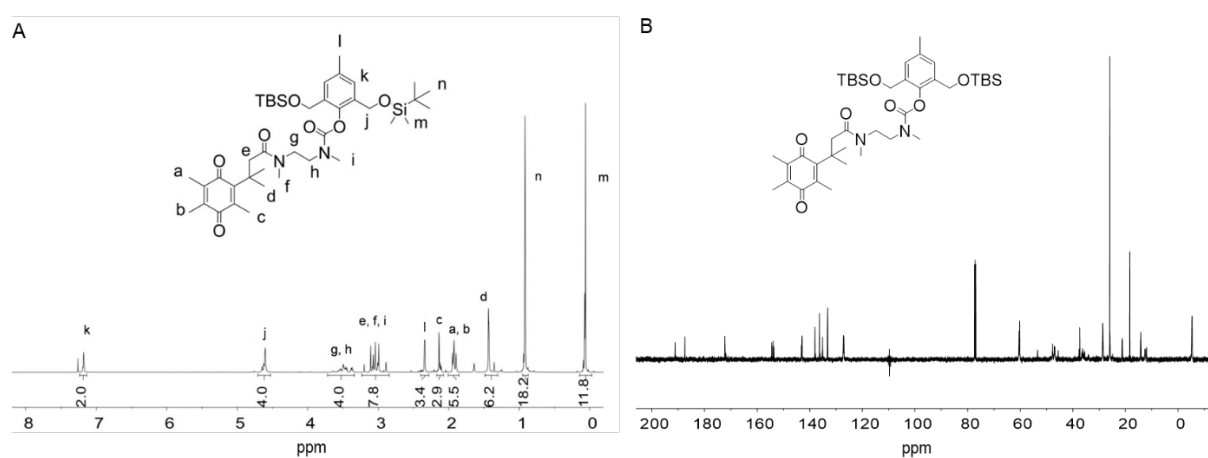 A
l
k
n
TBSO
O
Si
j
m
O
O
O
g
N
e
N
i
O
h
a
f
d
b
c
O
n
m
d
k
j
e, f, i
l
c
a, b
g, h
2.0
4.0
4.0
7.8
3.4
2.9
5.5
6.2
18.2
11.8
8 7 6 5 4 3 2 1 0
ppm
B
TBSO
OTBS
O
O
O
N
O
N
O
200 180 160 140 120 100 80 60 40 20 0
ppm